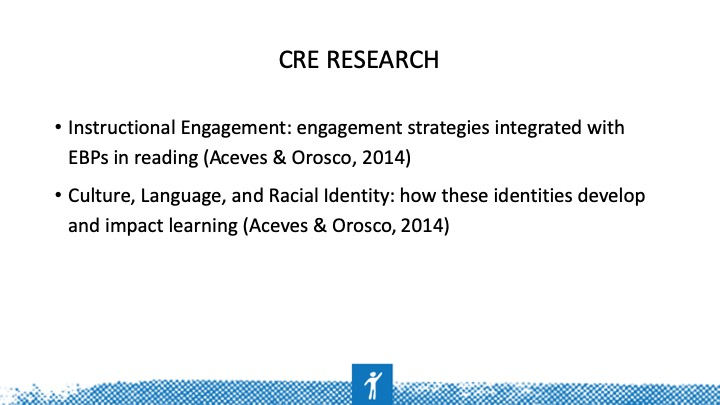 CRE RESEARCH
• Instructional Engagement: engagement strategies integrated with
EBPs in reading (Aceves & Orosco, 2014)
• Culture, Language, and Racial Identity: how these identities develop
and impact learning (Aceves & Orosco, 2014)